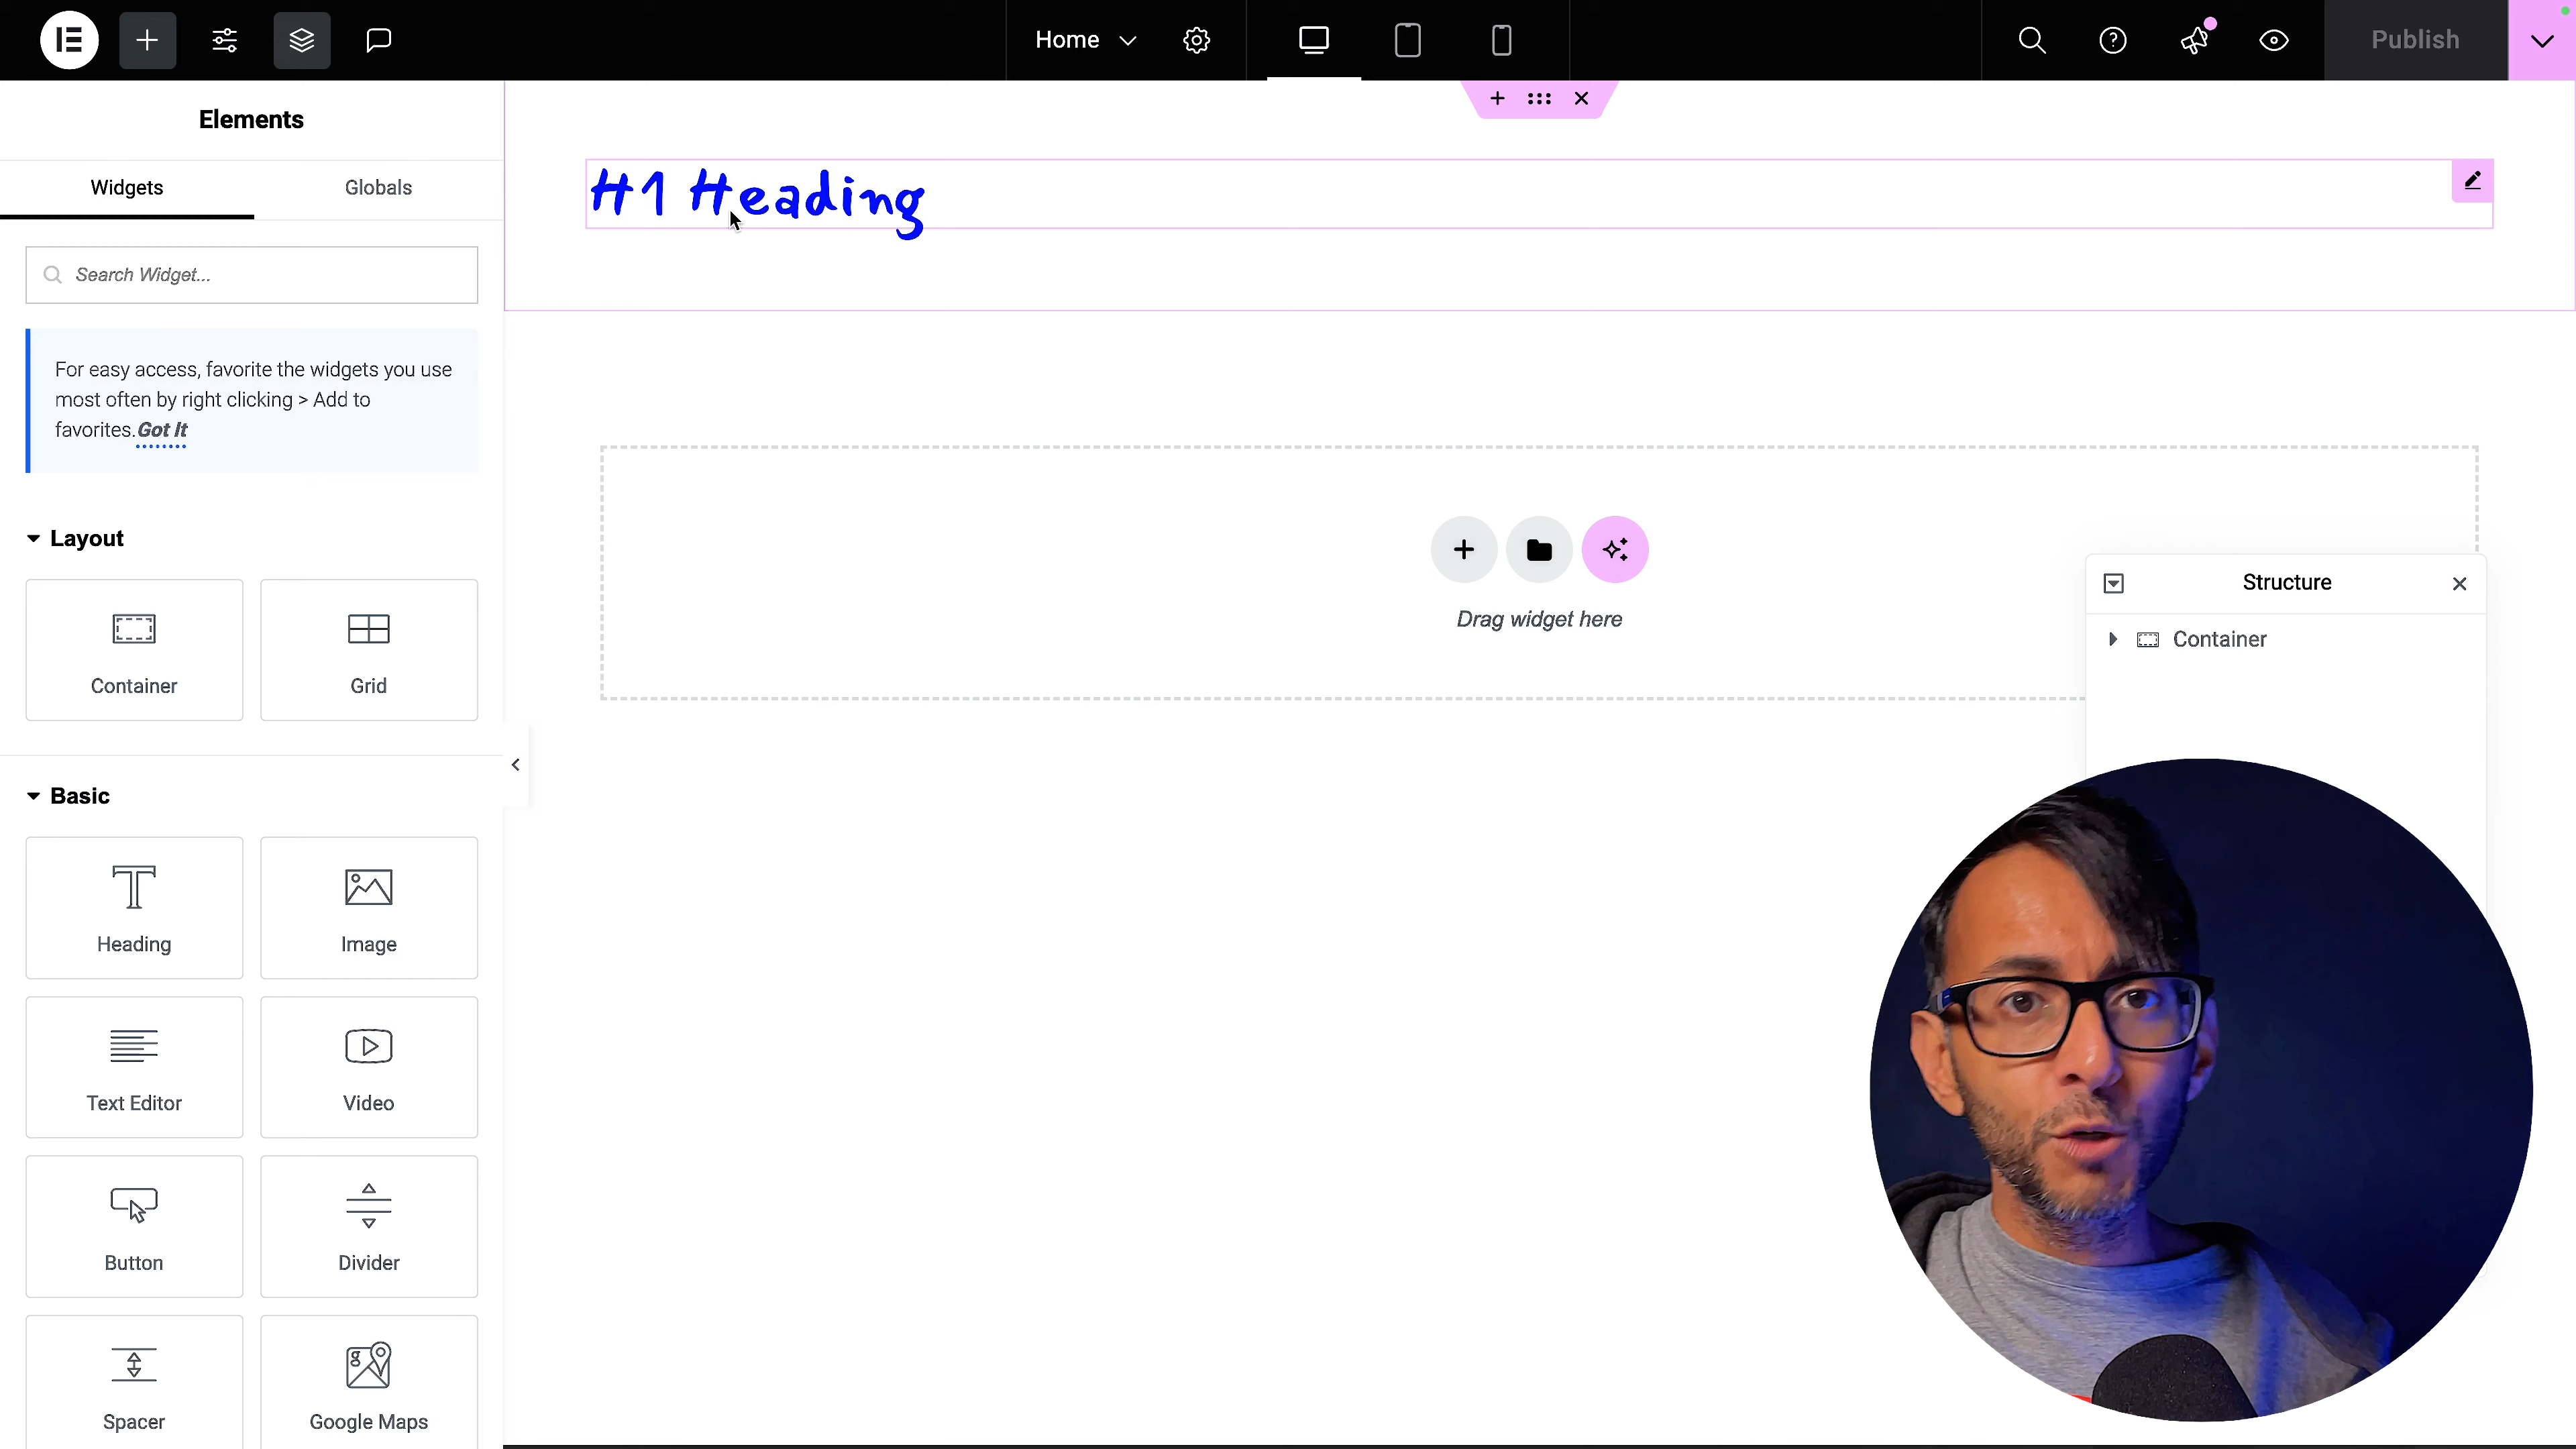 Home
Publish
Elements
Widgets
Globals
H1 Heading
Search Widget...
For easy access, favorite the widgets you use
most often by right clicking > Add to
favorites.Got It
Layout
Container
Grid
Drag widget here
Structure
Container
Basic
Heading
Image
Text Editor
Video
Button
Divider
Spacer
Google Maps